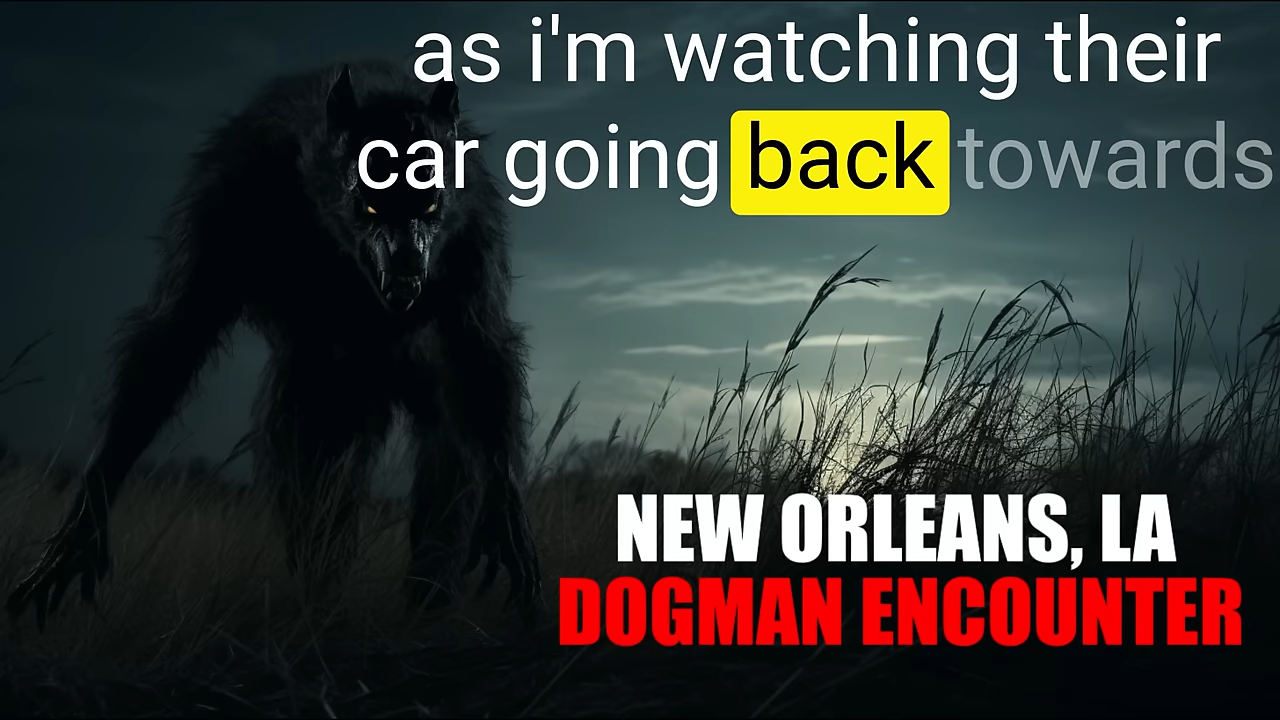 as i'm watching their
car going back towards
NEW ORLEANS, LA
DOGMAN ENCOUNTER